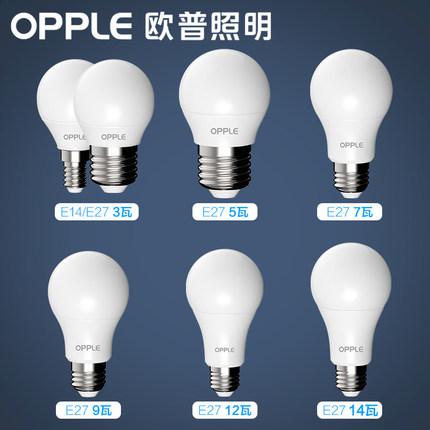 OPPLE 欧普照明
OPPLE
OPPLE
OPPLE
OPPLE
E14/E27 3瓦
E27 5瓦
E27 7瓦
OPPLE
OPPLE
OPPLE
E27 9瓦
E27 12瓦
E27 14瓦